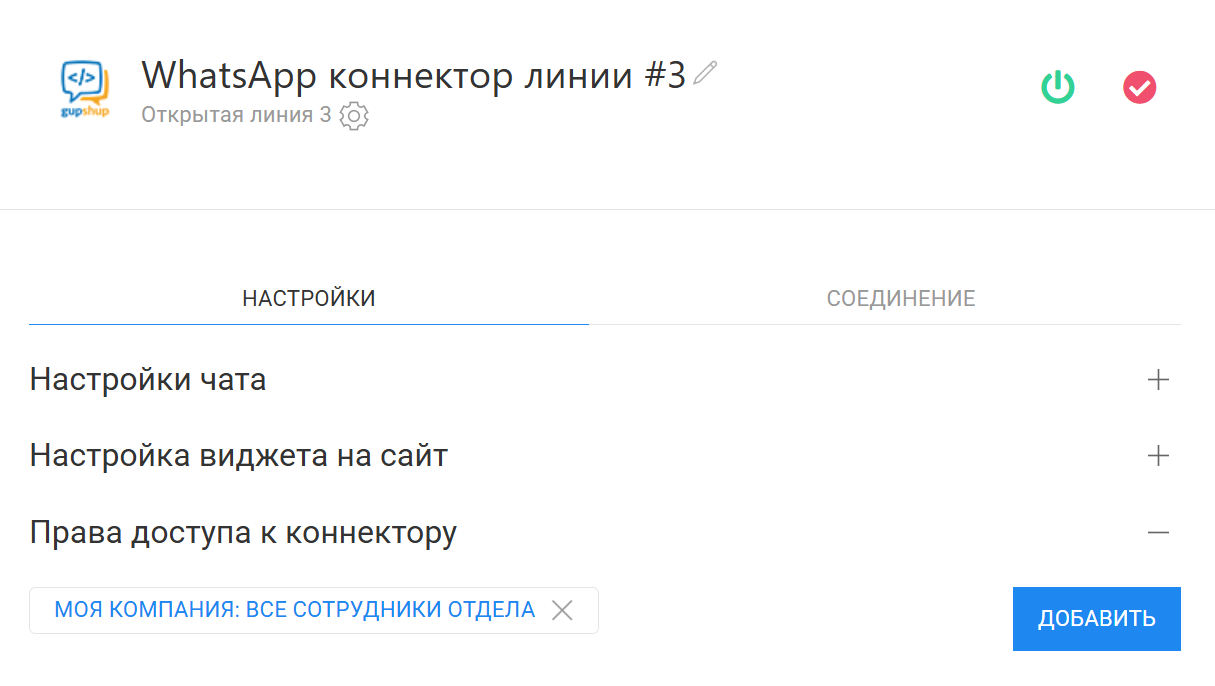 WhatsApp коннектор линии #3
gupshup
Открытая линия 3
НАСТРОЙКИ
СОЕДИНЕНИЕ
Настройки чата
Настройка виджета на сайт
Права доступа к коннектору
МОЯ КОМПАНИЯ: ВСЕ СОТРУДНИКИ ОТДЕЛА
ДОБАВИТЬ